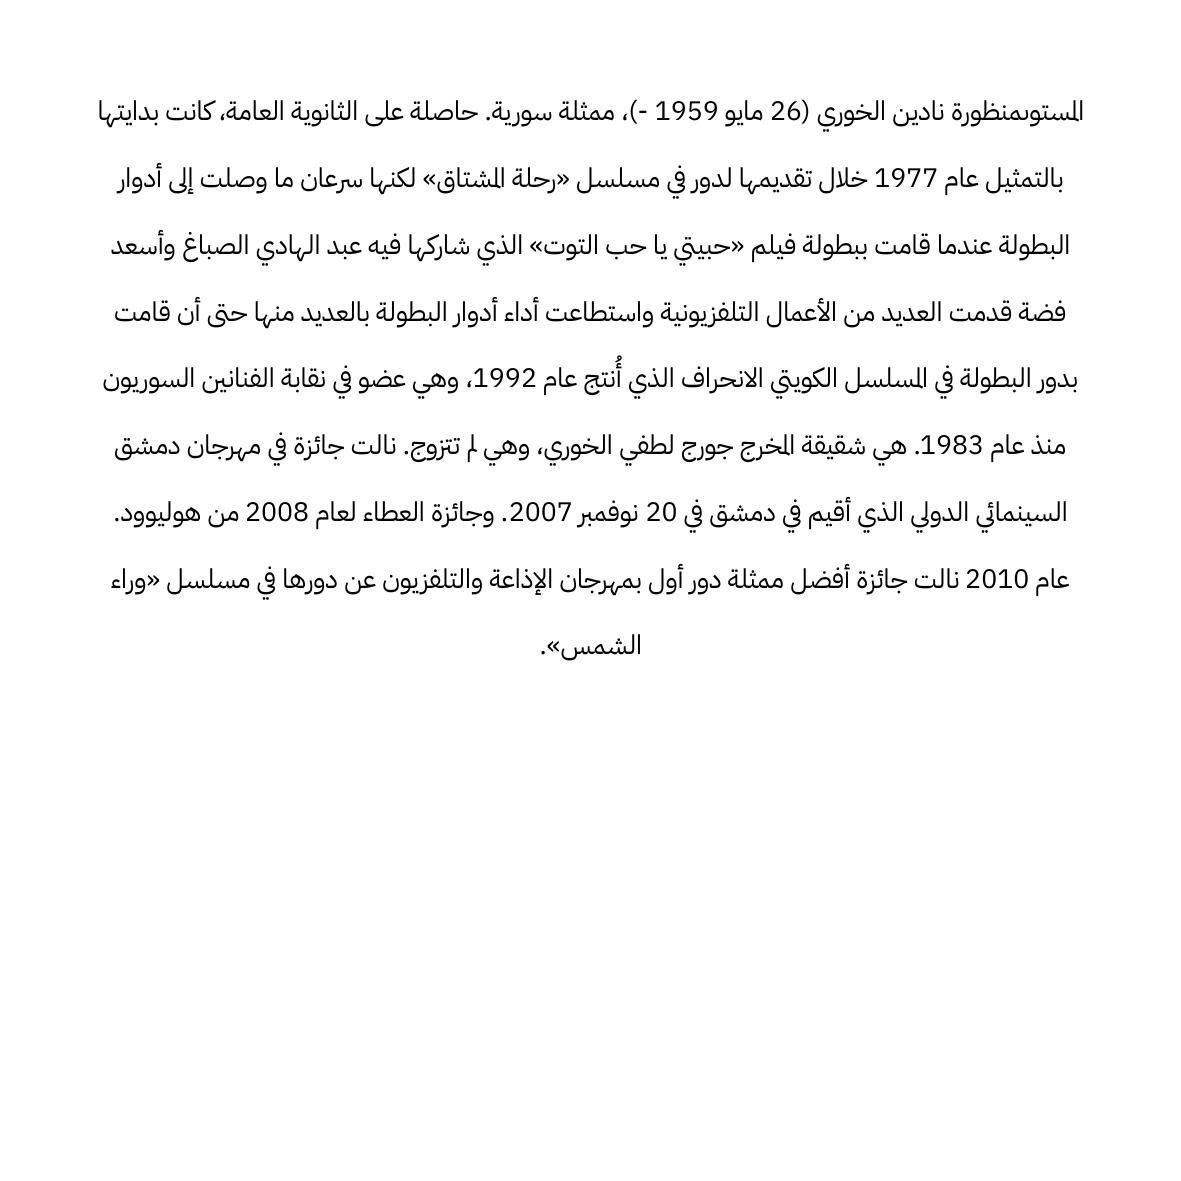 المستوىمنظورة نادين الخوري (26 مايو 1959 -)، ممثلة سورية. حاصلة على الثانوية العامة، كانت بدايتها
بالتمثيل عام 1977 خلال تقديمها لدور في مسلسل «رحلة المشتاق» لكنها سرعان ما وصلت إلى أدوار
البطولة عندما قامت ببطولة فيلم «حبيتي يا حب التوت» الذي شاركها فيه عبد الهادي الصباغ وأسعد
فضة قدمت العديد من الأعمال التلفزيونية واستطاعت أداء أدوار البطولة بالعديد منها حتى أن قامت
بدور البطولة في المسلسل الكويتي الانحراف الذي أُنتج عام 1992، وهي عضو في نقابة الفنانين السوريون
منذ عام 1983. هي شقيقة المخرج جورج لطفي الخوري، وهي لم تتزوج. نالت جائزة في مهرجان دمشق
السينمائي الدولي الذي أقيم في دمشق في 20 نوفمبر 2007. وجائزة العطاء لعام 2008 من هوليوود.
عام 2010 نالت جائزة أفضل ممثلة دور أول بمهرجان الإذاعة والتلفزيون عن دورها في مسلسل «وراء
الشمس».